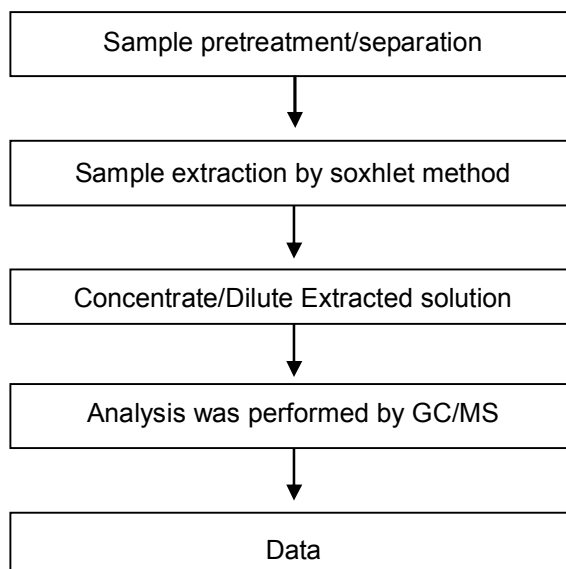 Sample pretreatment/separation
Sample extraction by soxhlet method
Concentrate/Dilute Extracted solution
Analysis was performed by GC/MS
Data